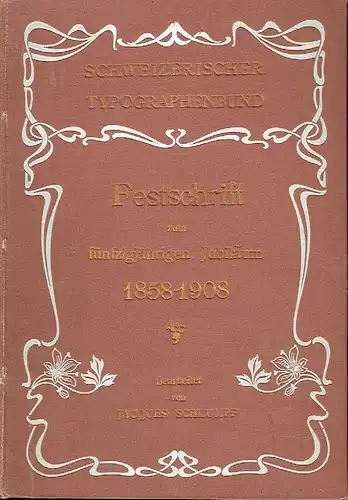 SCHWEIZERISCHER
TYPOGRAPHENBUND
Festschrift
zum
fünfzigjährigen Jubiläum
1858-1908
Bearbeitet
von
JACQUES SCHLUMPF